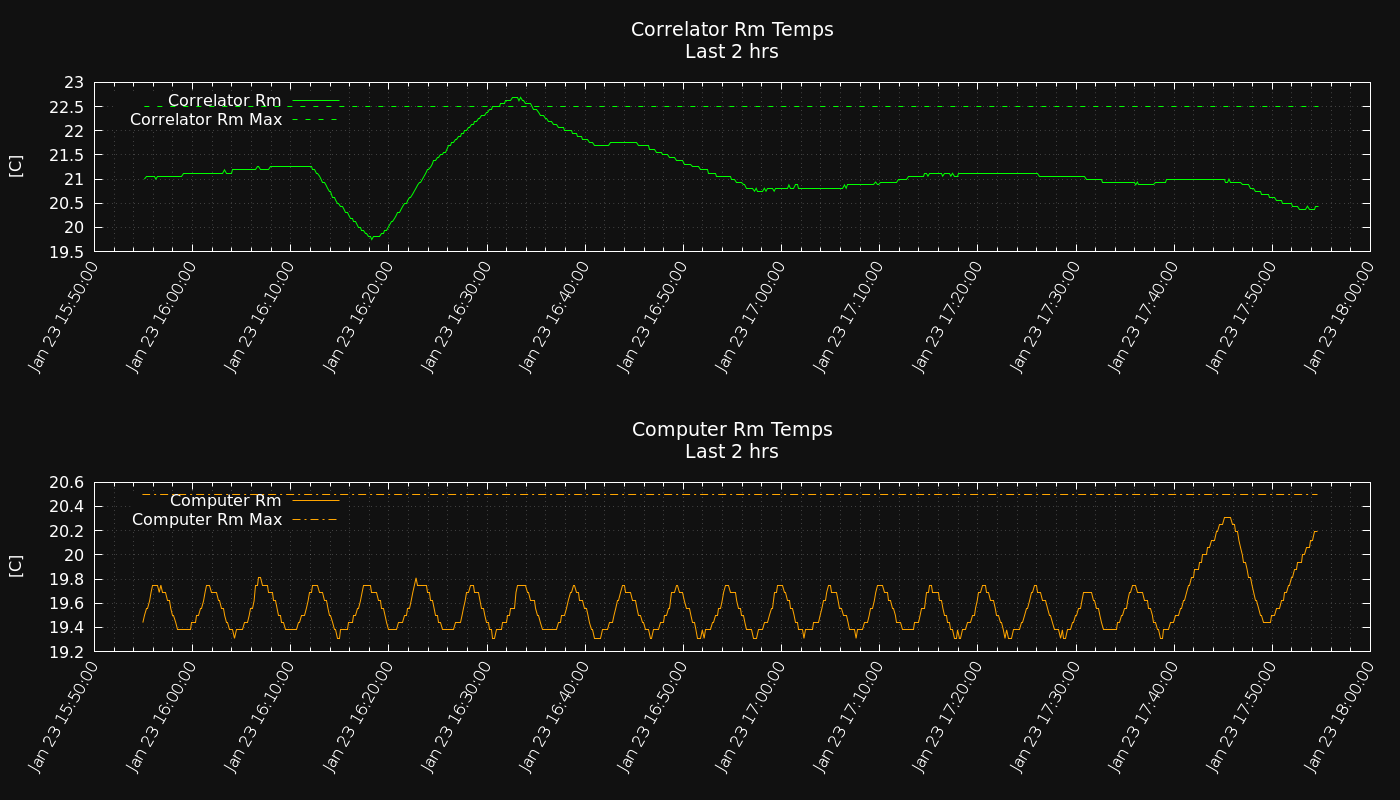 Correlator Rm Temps
Last 2 hrs
23
22.5
22
21.5
21
20.5
20
19.5
[C]
Correlator Rm
Correlator Rm Max
Jan 23 15:50:00
Jan 23 16:00:00
Jan 23 16:10:00
Jan 23 16:20:00
Jan 23 16:30:00
Jan 23 16:40:00
Jan 23 16:50:00
Jan 23 17:00:00
Jan 23 17:10:00
Jan 23 17:20:00
Jan 23 17:30:00
Jan 23 17:40:00
Jan 23 17:50:00
Jan 23 18:00:00
Computer Rm Temps
Last 2 hrs
20.6
20.4
20.2
20
19.8
19.6
19.4
19.2
[C]
Computer Rm
Computer Rm Max
Jan 23 15:50:00
Jan 23 16:00:00
Jan 23 16:10:00
Jan 23 16:20:00
Jan 23 16:30:00
Jan 23 16:40:00
Jan 23 16:50:00
Jan 23 17:00:00
Jan 23 17:10:00
Jan 23 17:20:00
Jan 23 17:30:00
Jan 23 17:40:00
Jan 23 17:50:00
Jan 23 18:00:00